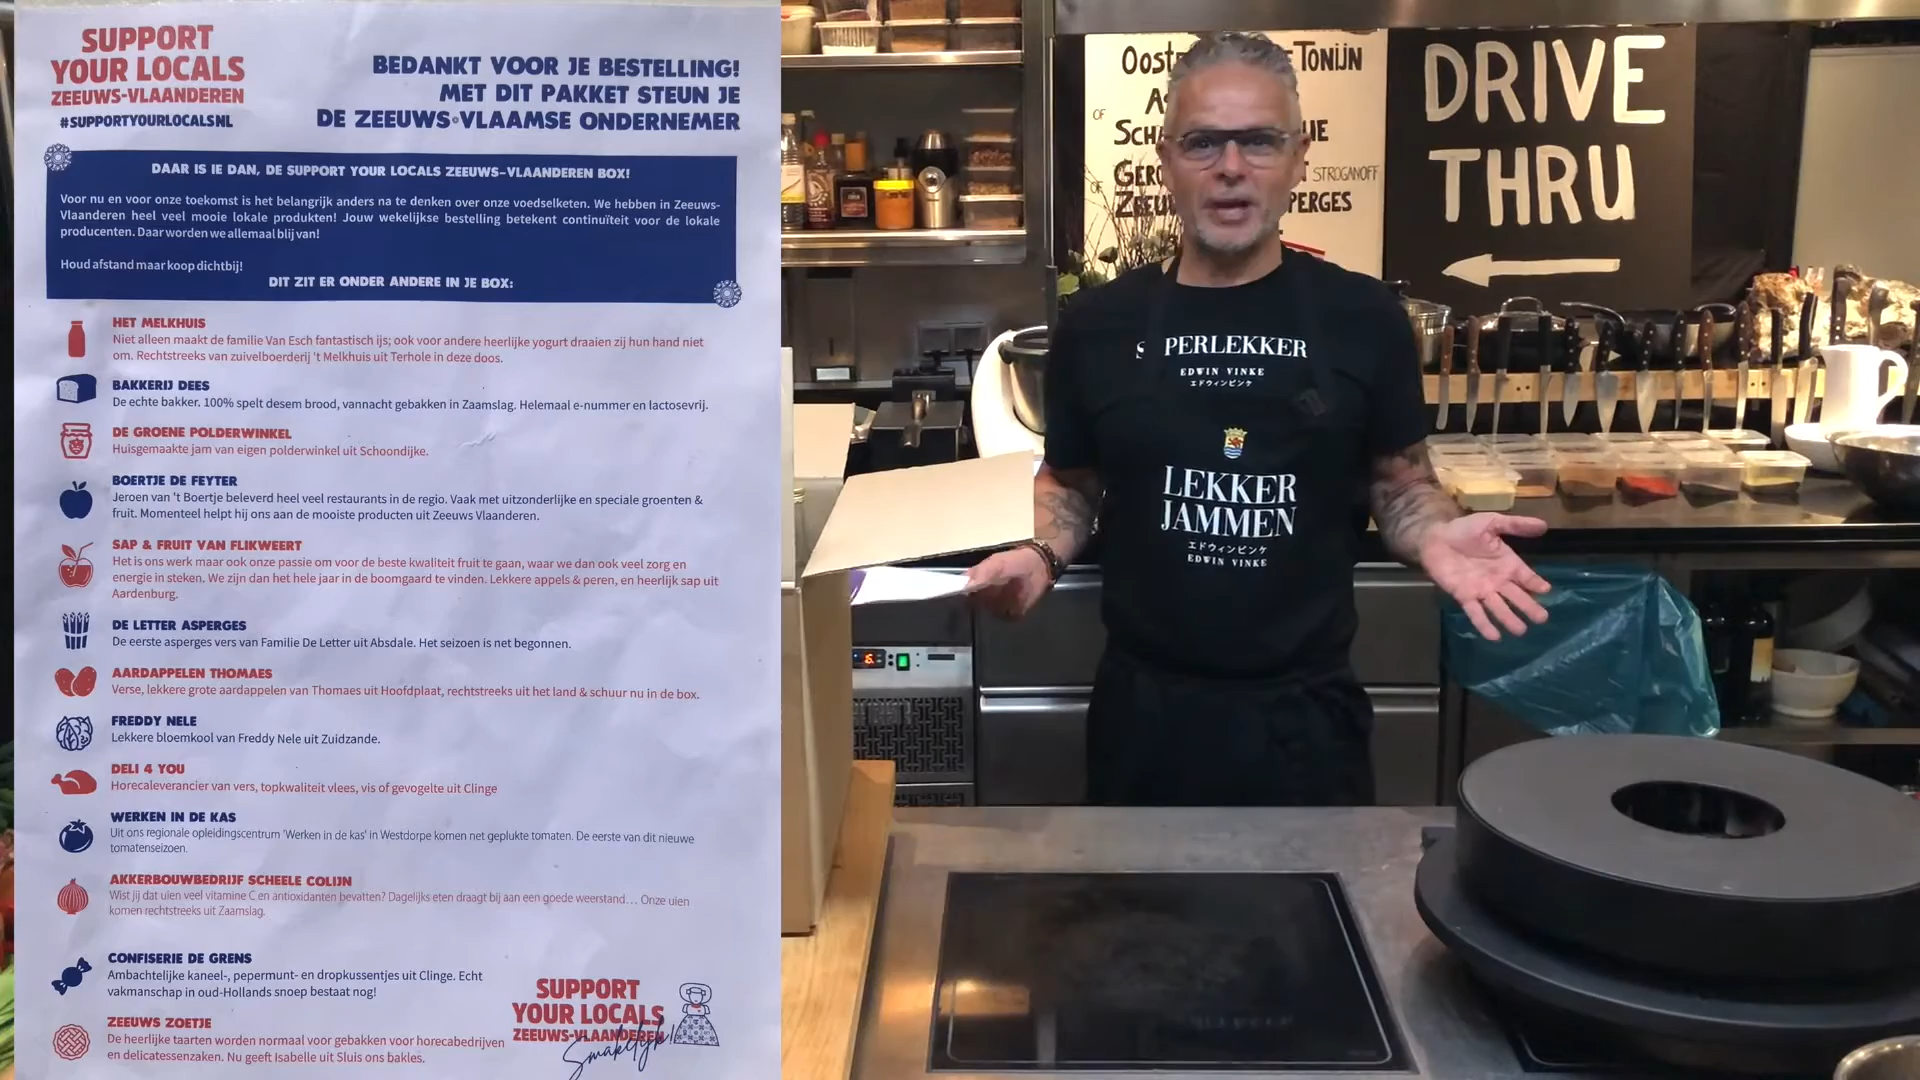 SUPPORT
YOUR LOCALS
ZEEUWS-VLAANDEREN
#SUPPORTYOURLOCALSNL
BEDANKT VOOR JE BESTELLING!
MET DIT PAKKET STEUN JE
DE ZEEUWS-VLAAMSE ONDERNEMER
DAAR IS IE DAN, DE SUPPORT YOUR LOCALS ZEEUWS-VLAANDEREN BOX!
Voor nu en voor onze toekomst is het belangrijk anders na te denken over onze voedselketen. We hebben in Zeeuws-
Vlaanderen heel veel mooie lokale produkten! Jouw wekelijkse bestelling betekent continuïteit voor de lokale
producenten. Daar worden we allemaal blij van!
Houd afstand maar koop dichtbij!
DIT ZIT ER ONDER ANDERE IN JE BOX:
HET MELKHUIS
Niet alleen maakt de familie Van Esch fantastisch ijs; ook voor andere heerlijke yogurt draaien zij hun hand niet
om. Rechtstreeks van zuivelboerderij 't Melkhuis uit Terhole in deze doos.
BAKKERIJ DEES
De echte bakker. 100% spelt desem brood, vannacht gebakken in Zaamslag. Helemaal e-nummer en lactosevrij.
DE GROENE POLDERWINKEL
Huisgemaakte jam van eigen polderwinkel uit Schoondijke.
BOERTJE DE FEYTER
Jeroen van 't Boertje beleverd heel veel restaurants in de regio. Vaak met uitzonderlijke en speciale groenten &
fruit. Momenteel helpt hij ons aan de mooiste producten uit Zeeuws Vlaanderen.
SAP & FRUIT VAN FLIKWEERT
Het is ons werk maar ook onze passie om voor de beste kwaliteit fruit te gaan, waar we dan ook veel zorg en
energie in steken. We zijn dan het hele jaar in de boomgaard te vinden. Lekkere appels & peren, en heerlijk sap uit
Aardenburg.
DE LETTER ASPERGES
De eerste asperges vers van Familie De Letter uit Absdale. Het seizoen is net begonnen.
AARDAPPELEN THOMAES
Verse, lekkere grote aardappelen van Thomaes uit Hoofdplaat, rechtstreeks uit het land & schuur nu in de box.
FREDDY NELE
Lekkere bloemkool van Freddy Nele uit Zuidzande.
DELI 4 YOU
Horecaleverancier van vers, topkwaliteit vlees, vis of gevogelte uit Clinge
WERKEN IN DE KAS
Uit ons regionale opleidingscentrum 'Werken in de kas' in Westdorpe komen net geplukte tomaten. De eerste van dit nieuwe
tomatenseizoen.
AKKERBOUWBEDRIJF SCHEELE COLIJN
Wist jij dat uien veel vitamine C en antioxidanten bevatten? Dagelijks eten draagt bij aan een goede weerstand... Onze uien
komen rechtstreeks uit Zaamslag.
CONFISERIE DE GRENS
Ambachtelijke kaneel-, pepermunt- en dropkussentjes uit Clinge. Echt
vakmanschap in oud-Hollands snoep bestaat nog!
ZEEUWS ZOETJE
De heerlijke taarten worden normaal voor gebakken voor horecabedrijven
en delicatessenzaken. Nu geeft Isabelle uit Sluis ons bakles.
SUPPORT
YOUR LOCALS
ZEEUWS-VLAANDEREN
Smakelijk!
TONIJN
OF
STROGANOFF
OF
DRIVE
THRU
PERLEKKER
EDWIN VINKE
エドウィンビンケ
LEKKER
JAMMEN
エドウィンビンケ
EDWIN VINKE